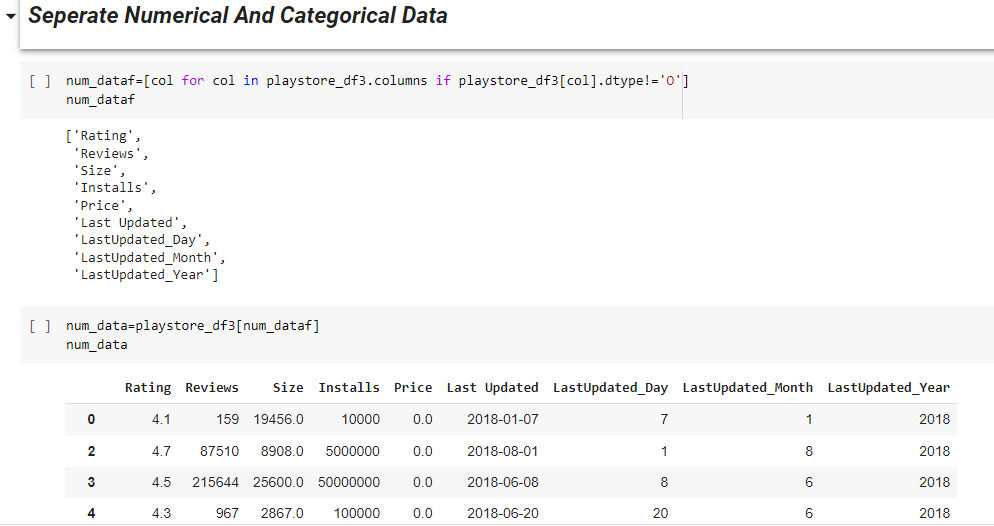 Seperate Numerical And Categorical Data
[ ] num_dataf=[col for col in playstore_df3.columns if playstore_df3[col].dtype!='O']
num_dataf
['Rating',
'Reviews',
'Size',
'Installs',
'Price',
'Last Updated',
'LastUpdated_Day',
'LastUpdated_Month',
'LastUpdated_Year']
[ ] num_data=playstore_df3[num_dataf]
num_data
Rating Reviews Size Installs Price Last Updated LastUpdated_Day LastUpdated_Month LastUpdated_Year
0 4.1 159 19456.0 10000 0.0 2018-01-07 7 1 2018
2 4.7 87510 8908.0 5000000 0.0 2018-08-01 1 8 2018
3 4.5 215644 25600.0 50000000 0.0 2018-06-08 8 6 2018
4 4.3 967 2867.0 100000 0.0 2018-06-20 20 6 2018